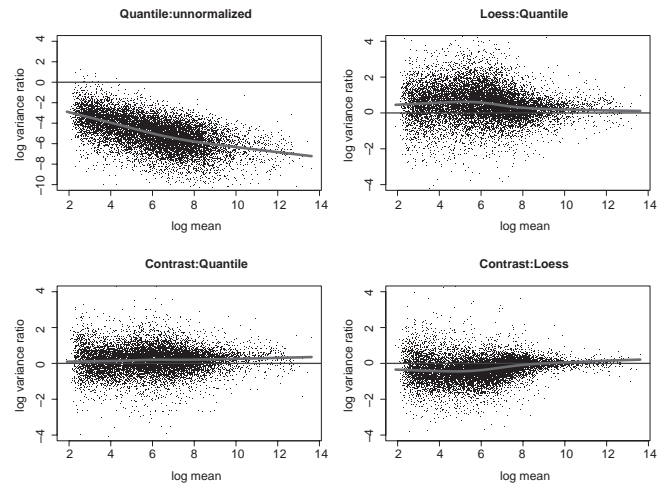 Quantile:unnormalized
log variance ratio
4
2
0
−2
−4
−6
−8
−10
2 4 6 8 10 12 14
log mean
Loess:Quantile
log variance ratio
4
2
0
−2
−4
2 4 6 8 10 12 14
log mean
Contrast:Quantile
log variance ratio
4
2
0
−2
−4
2 4 6 8 10 12 14
log mean
Contrast:Loess
log variance ratio
4
2
0
−2
−4
2 4 6 8 10 12 14
log mean